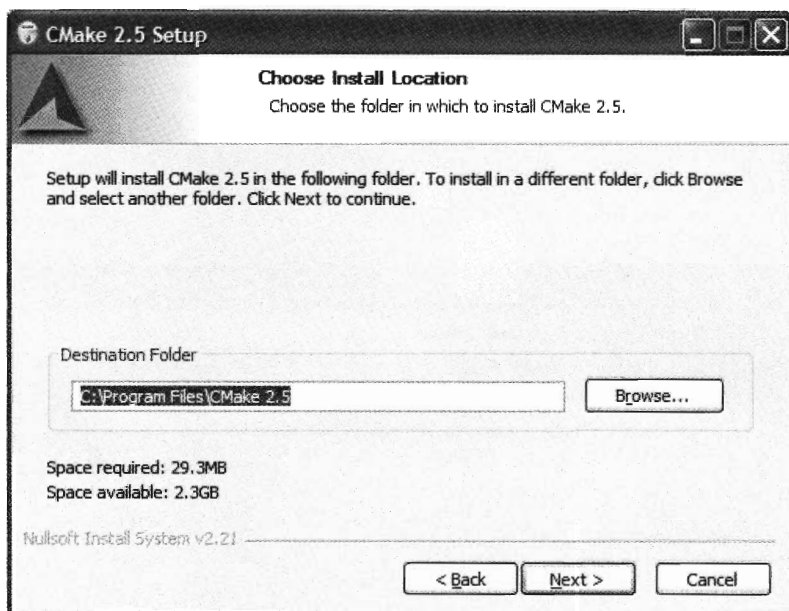 CMake 2.5 Setup
Choose Install Location
Choose the folder in which to install CMake 2.5.
Setup will install CMake 2.5 in the following folder. To install in a different folder, click Browse
and select another folder. Click Next to continue.
Destination Folder
C:\Program Files\CMake 2.5
Browse...
Space required: 29.3MB
Space available: 2.3GB
Nullsoft Install System v2.21
< Back
Next >
Cancel